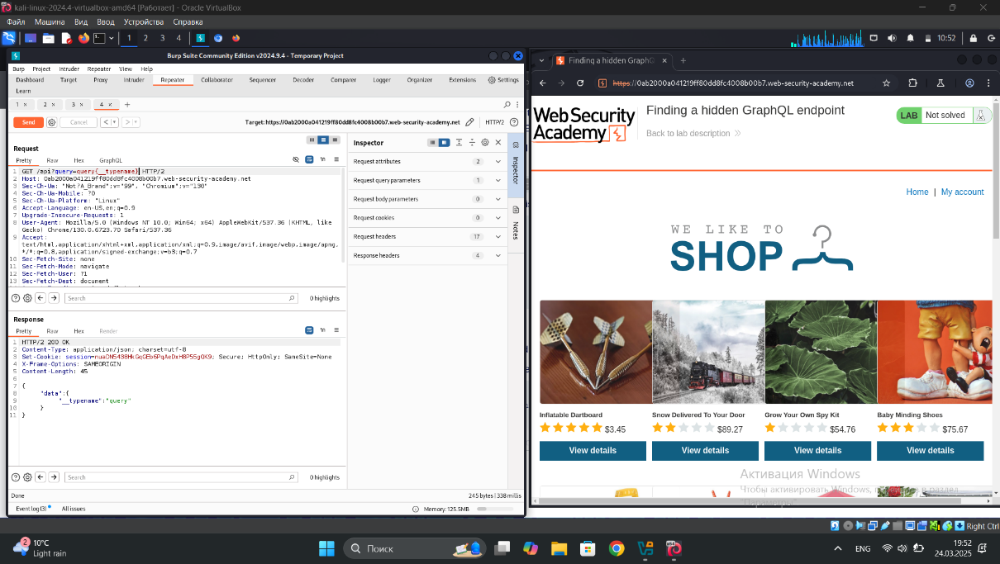 kali-linux-2024.4-virtualbox-amd64 [Работает] - Oracle VirtualBox
Файл Машина Вид Ввод Устройства Справка
1 2 3 4 10:52
Burp Suite Community Edition v2024.9.4 - Temporary Project
Burp Project Intruder Repeater View Help
Dashboard Target Proxy Intruder Repeater Collaborator Sequencer Decoder Comparer Logger Organizer Extensions Settings
Learn
1 × 2 × 3 × 4 × +
Send Cancel < > Target: https://0ab2000a041219ff80dd8fc4008b00b7.web-security-academy.net HTTP/2
Request
Pretty Raw Hex GraphQL \n
1 GET /api?query=query{__typename} HTTP/2
2 Host: 0ab2000a041219ff80dd8fc4008b00b7.web-security-academy.net
3 Sec-Ch-Ua: "Not?A_Brand";v="99", "Chromium";v="130"
4 Sec-Ch-Ua-Mobile: ?0
5 Sec-Ch-Ua-Platform: "Linux"
6 Accept-Language: en-US,en;q=0.9
7 Upgrade-Insecure-Requests: 1
8 User-Agent: Mozilla/5.0 (Windows NT 10.0; Win64; x64) AppleWebKit/537.36 (KHTML, like
Gecko) Chrome/130.0.6723.70 Safari/537.36
9 Accept:
text/html,application/xhtml+xml,application/xml;q=0.9,image/avif,image/webp,image/apng,
*/*;q=0.8,application/signed-exchange;v=b3;q=0.7
10 Sec-Fetch-Site: none
11 Sec-Fetch-Mode: navigate
12 Sec-Fetch-User: ?1
13 Sec-Fetch-Dest: document
Search 0 highlights
Response
Pretty Raw Hex Render \n
1 HTTP/2 200 OK
2 Content-Type: application/json; charset=utf-8
3 Set-Cookie: session=nuaDN5438HkGqGEb6PqAeDxH8P55gQK9; Secure; HttpOnly; SameSite=None
4 X-Frame-Options: SAMEORIGIN
5 Content-Length: 45
6
7 {
8 "data":{
9 "__typename":"query"
10 }
11 }
Search 0 highlights
Done 245 bytes | 338 millis
Event log (3) All issues Memory: 125.5MB
Inspector
Request attributes 2
Request query parameters 1
Request body parameters 0
Request cookies 0
Request headers 17
Response headers 4
Inspector
Notes
Finding a hidden GraphQ × +
https://0ab2000a041219ff80dd8fc4008b00b7.web-security-academy.net
Web Security
Academy
Finding a hidden GraphQL endpoint
Back to lab description
LAB Not solved
Home | My account
WE LIKE TO
SHOP
Inflatable Dartboard
$3.45
View details
Snow Delivered To Your Door
$89.27
View details
Grow Your Own Spy Kit
$54.76
View details
Baby Minding Shoes
$75.67
View details
Активация Windows
Чтобы активировать Windows, в раздел
"Параметры"
Right Ctrl
2
10°C
Light rain
Поиск
ENG
19:52
24.03.2025